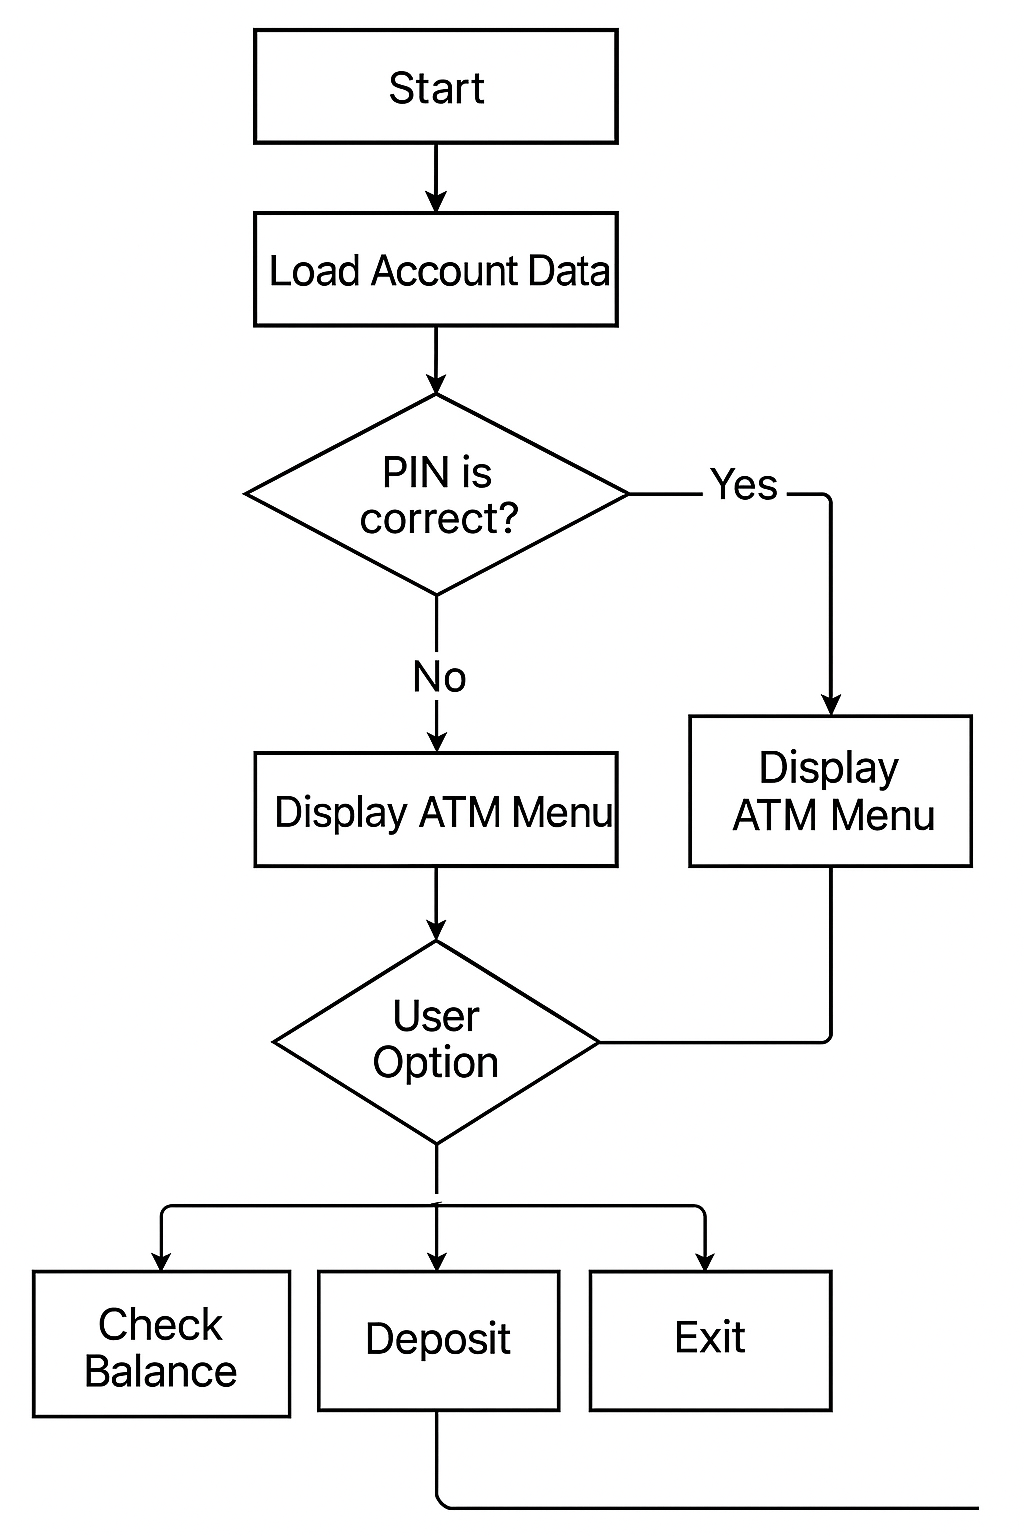 Start
Load Account Data
PIN is
correct?
Yes
No
Display ATM Menu
Display
ATM Menu
User
Option
Check
Balance
Deposit
Exit